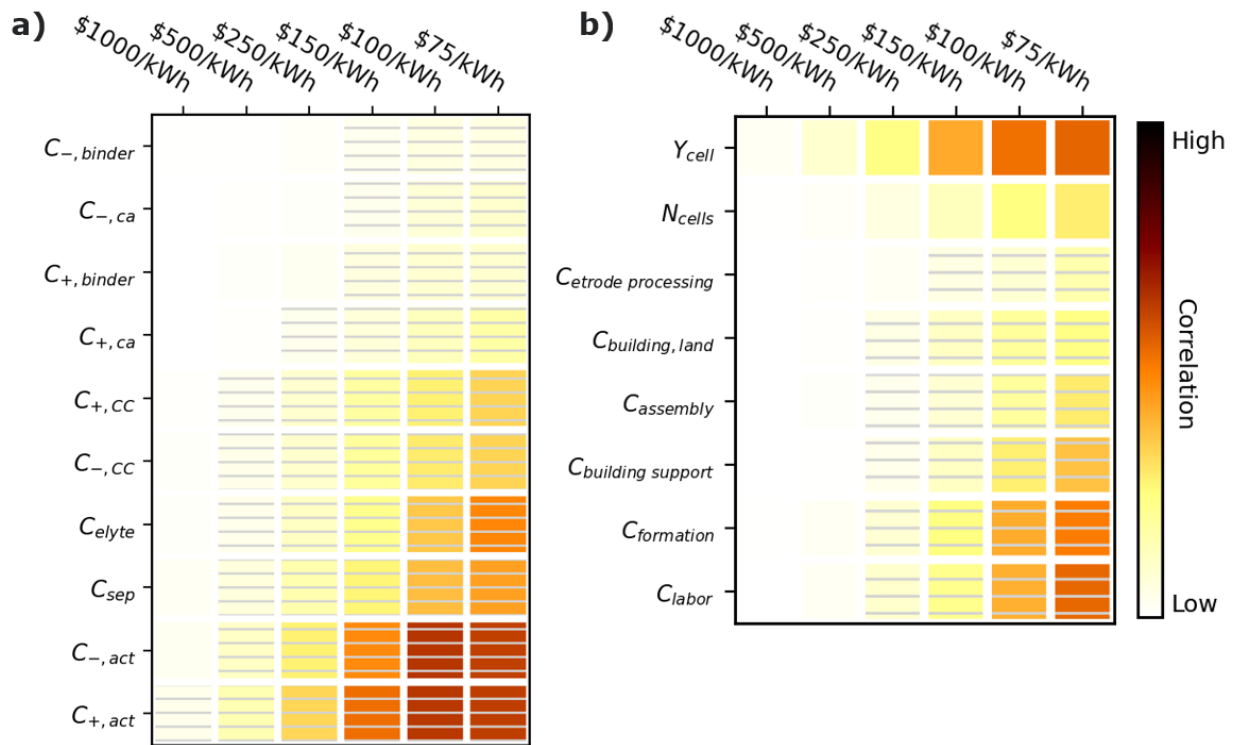 a)
$1000/kWh
$500/kWh
$250/kWh
$150/kWh
$100/kWh
$75/kWh
C−, binder
C−, ca
C+, binder
C+, ca
C+, CC
C−, CC
Celyte
Csep
C−, act
C+, act
b)
$1000/kWh
$500/kWh
$250/kWh
$150/kWh
$100/kWh
$75/kWh
Ycell
Ncells
Cetrode processing
Cbuilding, land
Cassembly
Cbuilding support
Cformation
Clabor
High
Correlation
Low